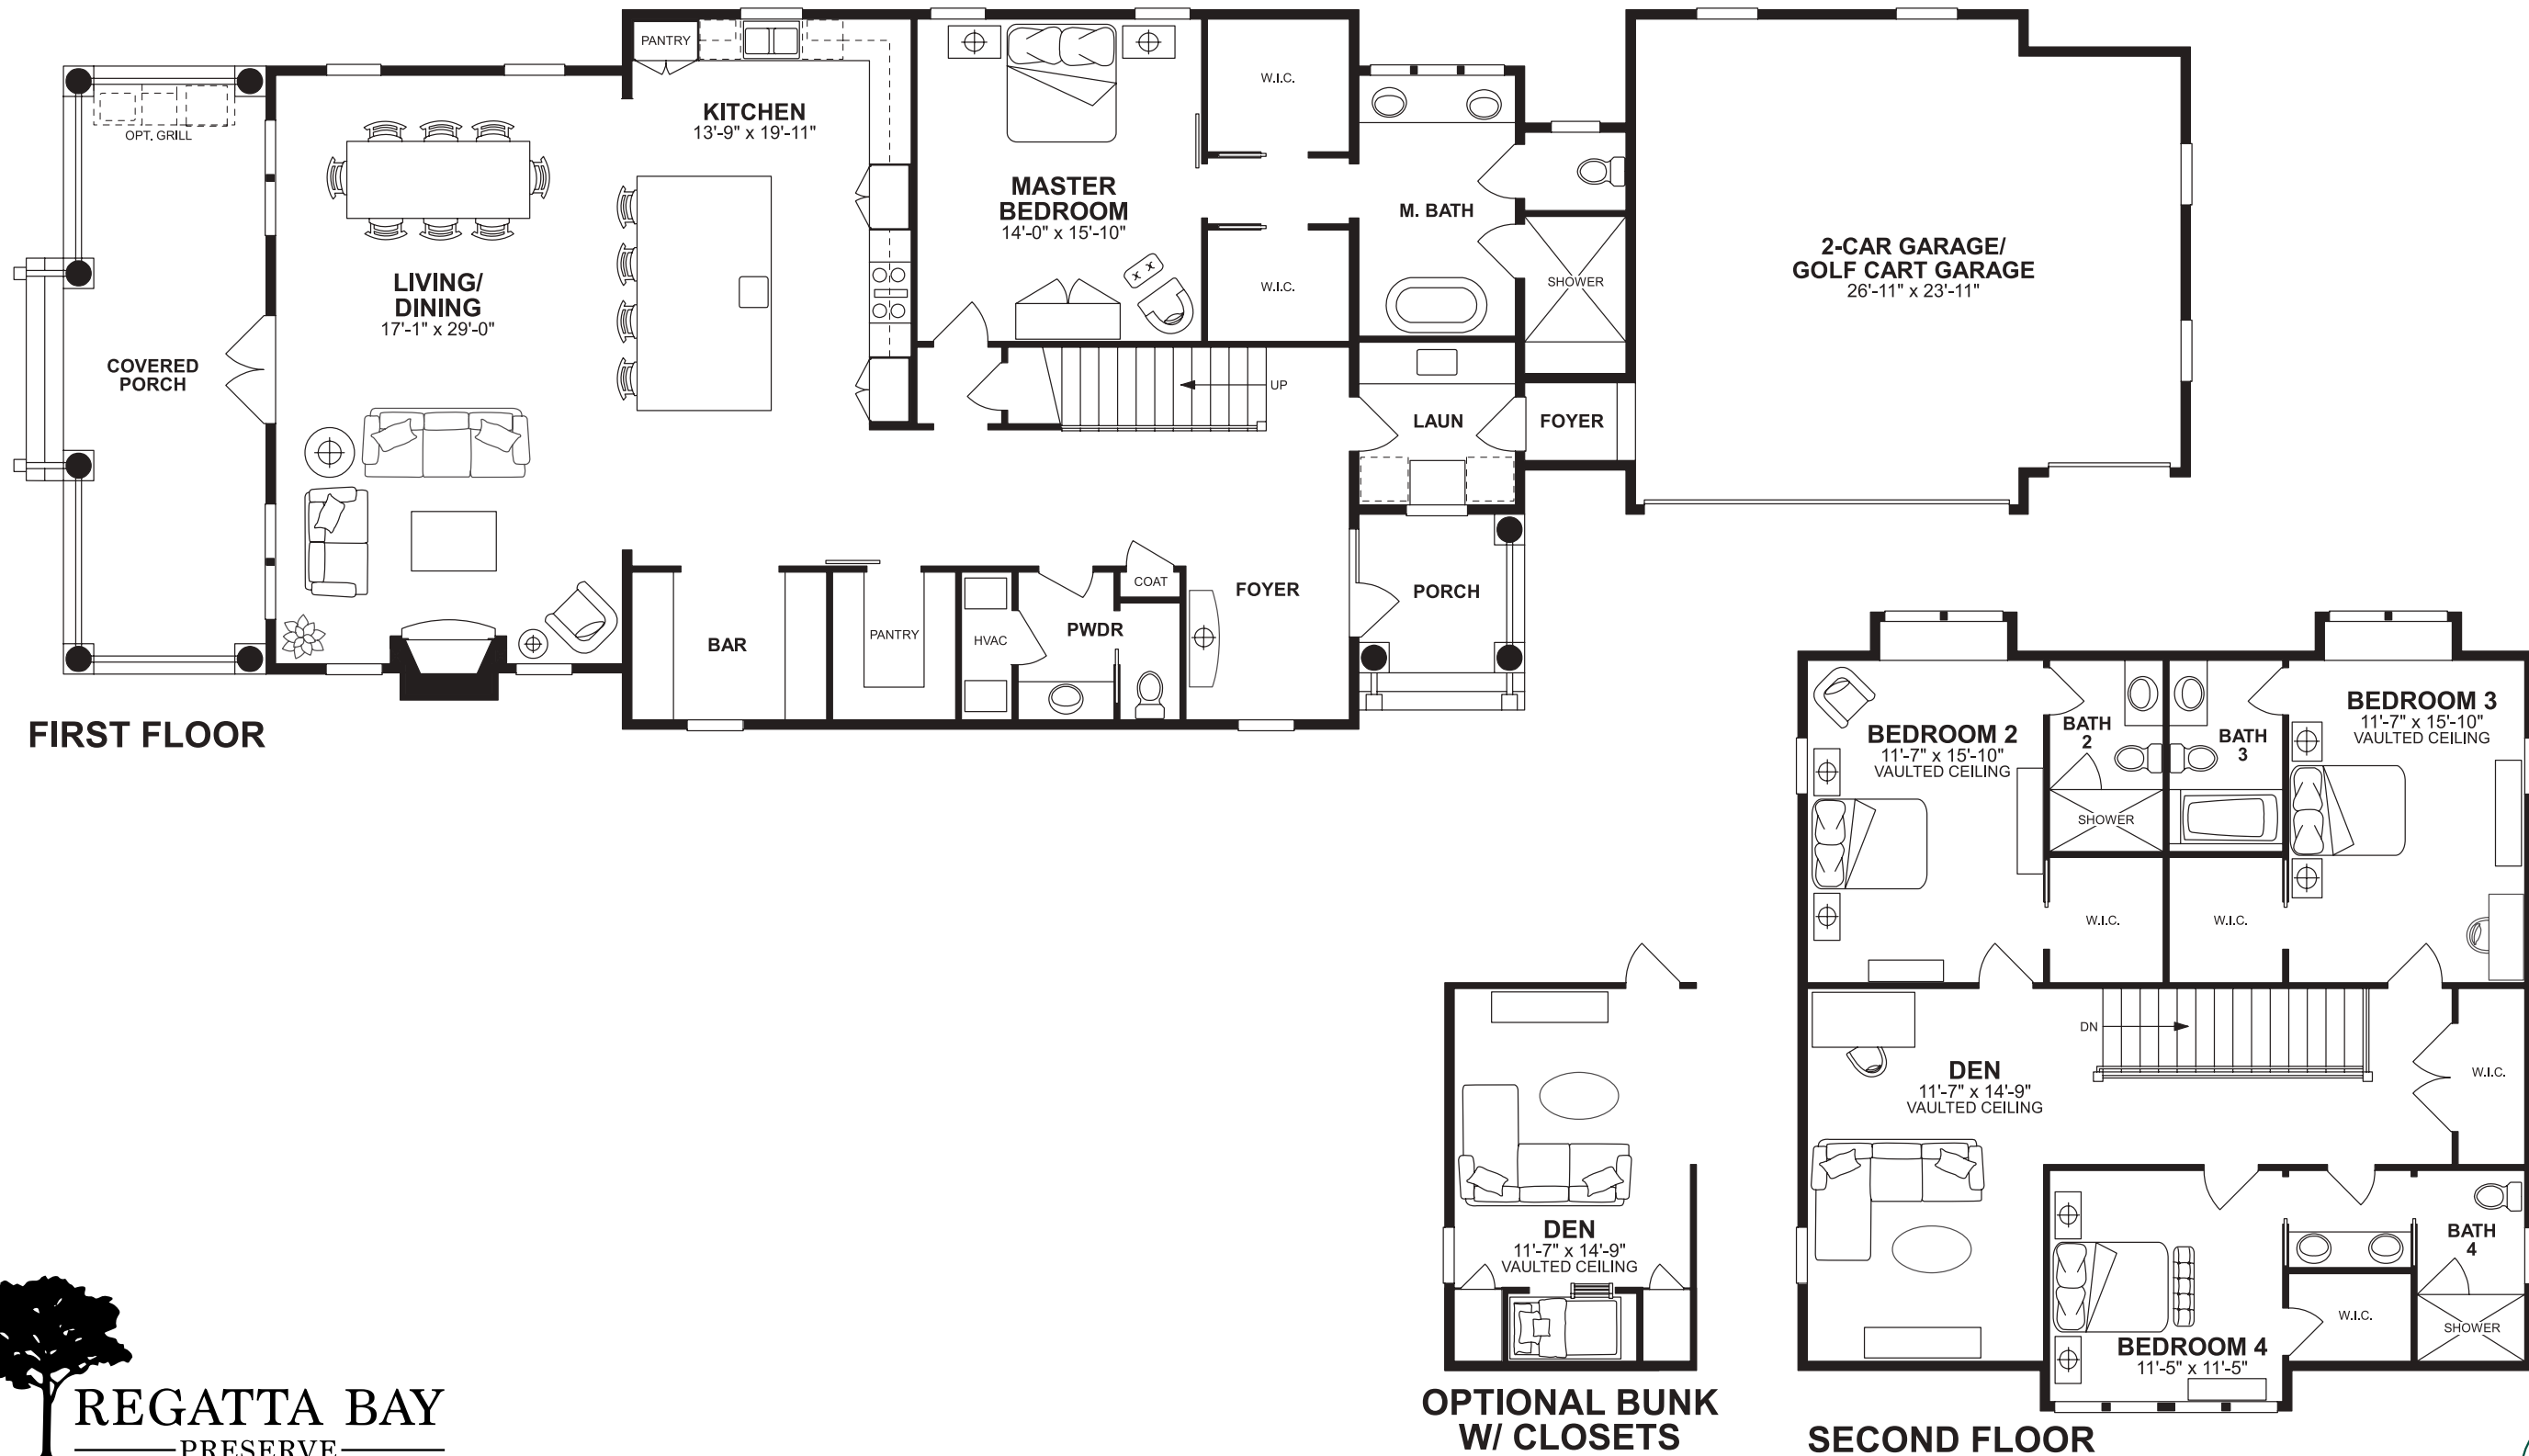 PANTRY
KITCHEN
13'-9" x 19'-11"
OPT. GRILL
LIVING/
DINING
17'-1" x 29'-0"
COVERED
PORCH
MASTER
BEDROOM
14'-0" x 15'-10"
W.I.C.
W.I.C.
M. BATH
SHOWER
2-CAR GARAGE/
GOLF CART GARAGE
26'-11" x 23'-11"
UP
LAUN
FOYER
BAR
PANTRY
HVAC
PWDR
COAT
FOYER
PORCH
FIRST FLOOR
BEDROOM 2
11'-7" x 15'-10"
VAULTED CEILING
BATH
2
SHOWER
BATH
3
BEDROOM 3
11'-7" x 15'-10"
VAULTED CEILING
W.I.C.
W.I.C.
DN
DEN
11'-7" x 14'-9"
VAULTED CEILING
W.I.C.
BATH
4
W.I.C.
SHOWER
BEDROOM 4
11'-5" x 11'-5"
SECOND FLOOR
DEN
11'-7" x 14'-9"
VAULTED CEILING
OPTIONAL BUNK
W/ CLOSETS
REGATTA BAY
PRESERVE